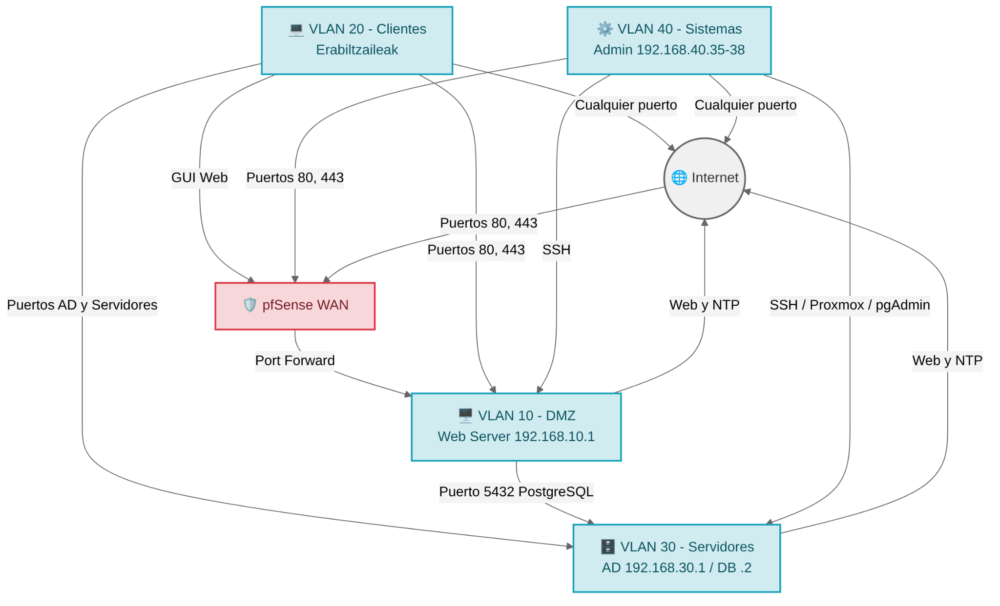 💻 VLAN 20 - Clientes
Erabiltzaileak
⚙️ VLAN 40 - Sistemas
Admin 192.168.40.35-38
Cualquier puerto
Cualquier puerto
GUI Web
Puertos 80, 443
🌐 Internet
Puertos 80, 443
Puertos 80, 443
SSH
Puertos AD y Servidores
🛡️ pfSense WAN
Web y NTP
SSH / Proxmox / pgAdmin
Port Forward
Web y NTP
🖥️ VLAN 10 - DMZ
Web Server 192.168.10.1
Puerto 5432 PostgreSQL
🗄️ VLAN 30 - Servidores
AD 192.168.30.1 / DB .2